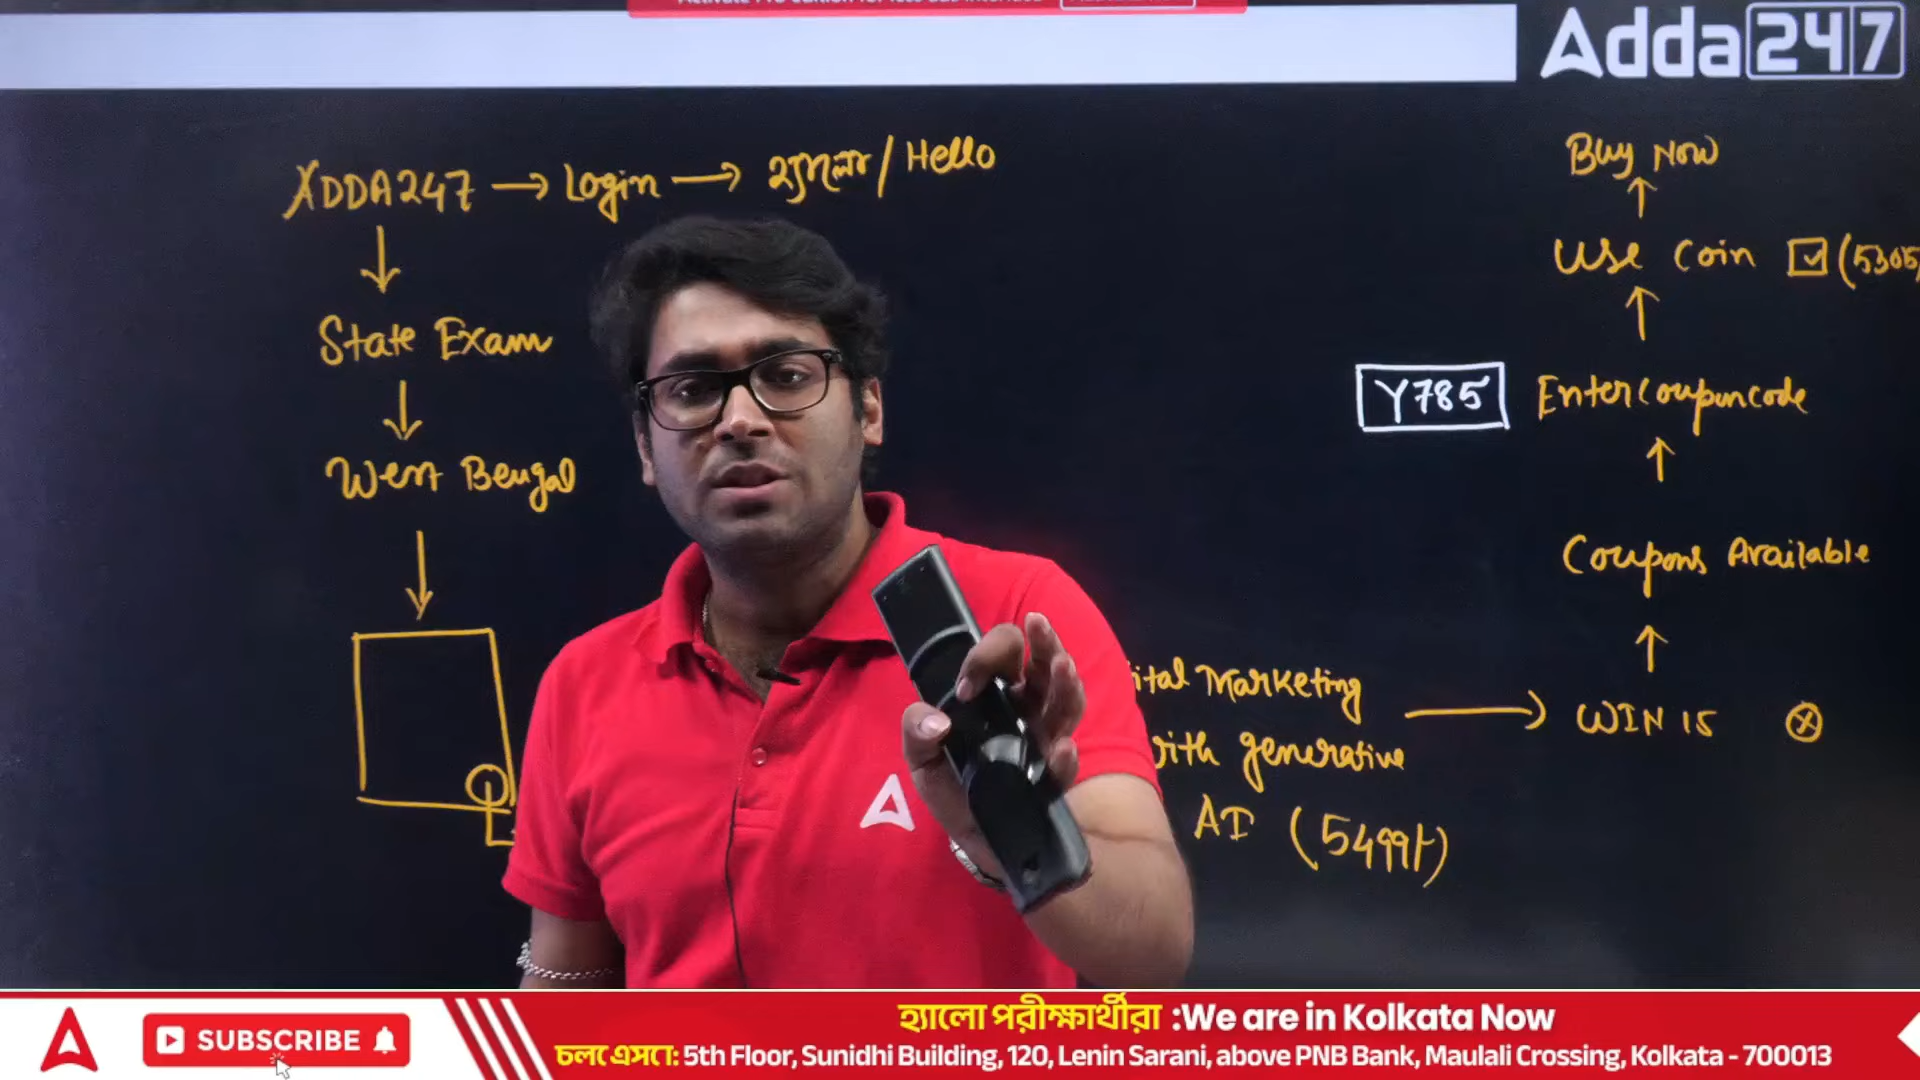 Adda247
ADDA247 → Login → হ্যালো / Hello
State Exam
West Bengal
Buy Now
Use Coin
Y785
Enter Coupon code
Coupons Available
ital Marketing
with generative
AI (5499/-)
WIN 15
SUBSCRIBE
হ্যালো পরীক্ষার্থীরা :We are in Kolkata Now
চলে এসো: 5th Floor, Sunidhi Building, 120, Lenin Sarani, above PNB Bank, Maulali Crossing, Kolkata - 700013